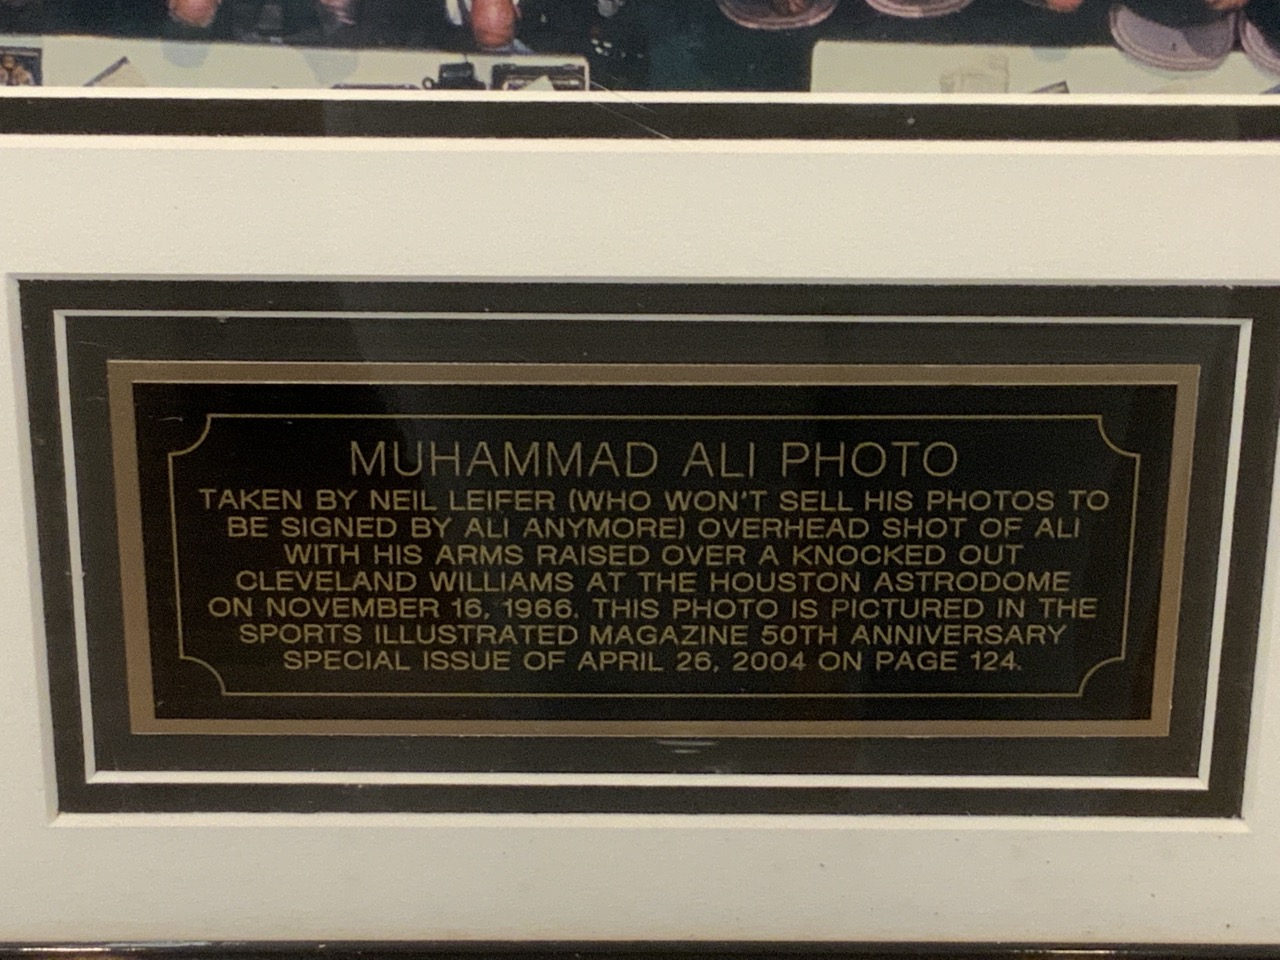 MUHAMMAD ALI PHOTO
TAKEN BY NEIL LEIFER (WHO WON'T SELL HIS PHOTOS TO
BE SIGNED BY ALI ANYMORE) OVERHEAD SHOT OF ALI
WITH HIS ARMS RAISED OVER A KNOCKED OUT
CLEVELAND WILLIAMS AT THE HOUSTON ASTRODOME
ON NOVEMBER 16, 1966. THIS PHOTO IS PICTURED IN THE
SPORTS ILLUSTRATED MAGAZINE 50TH ANNIVERSARY
SPECIAL ISSUE OF APRIL 26, 2004 ON PAGE 124.